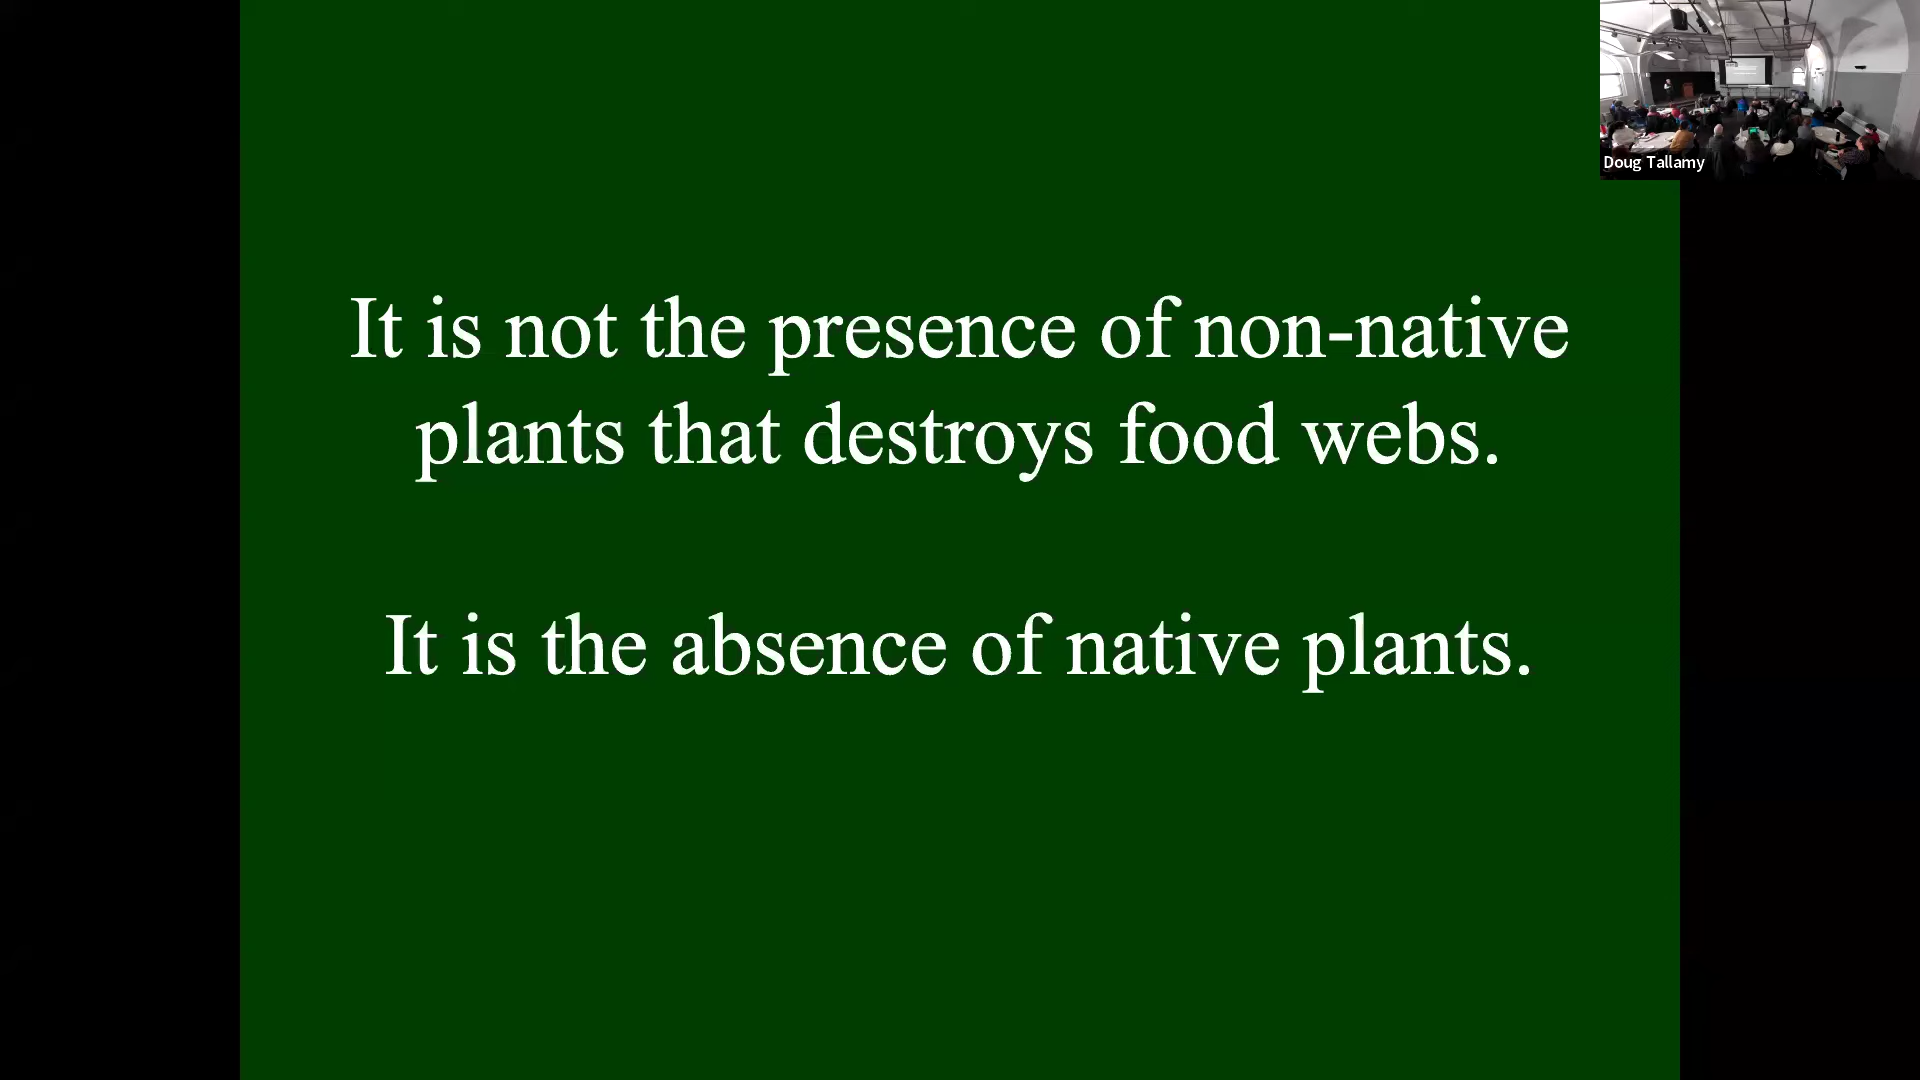 It is not the presence of non-native
plants that destroys food webs.
It is the absence of native plants.
Doug Tallamy